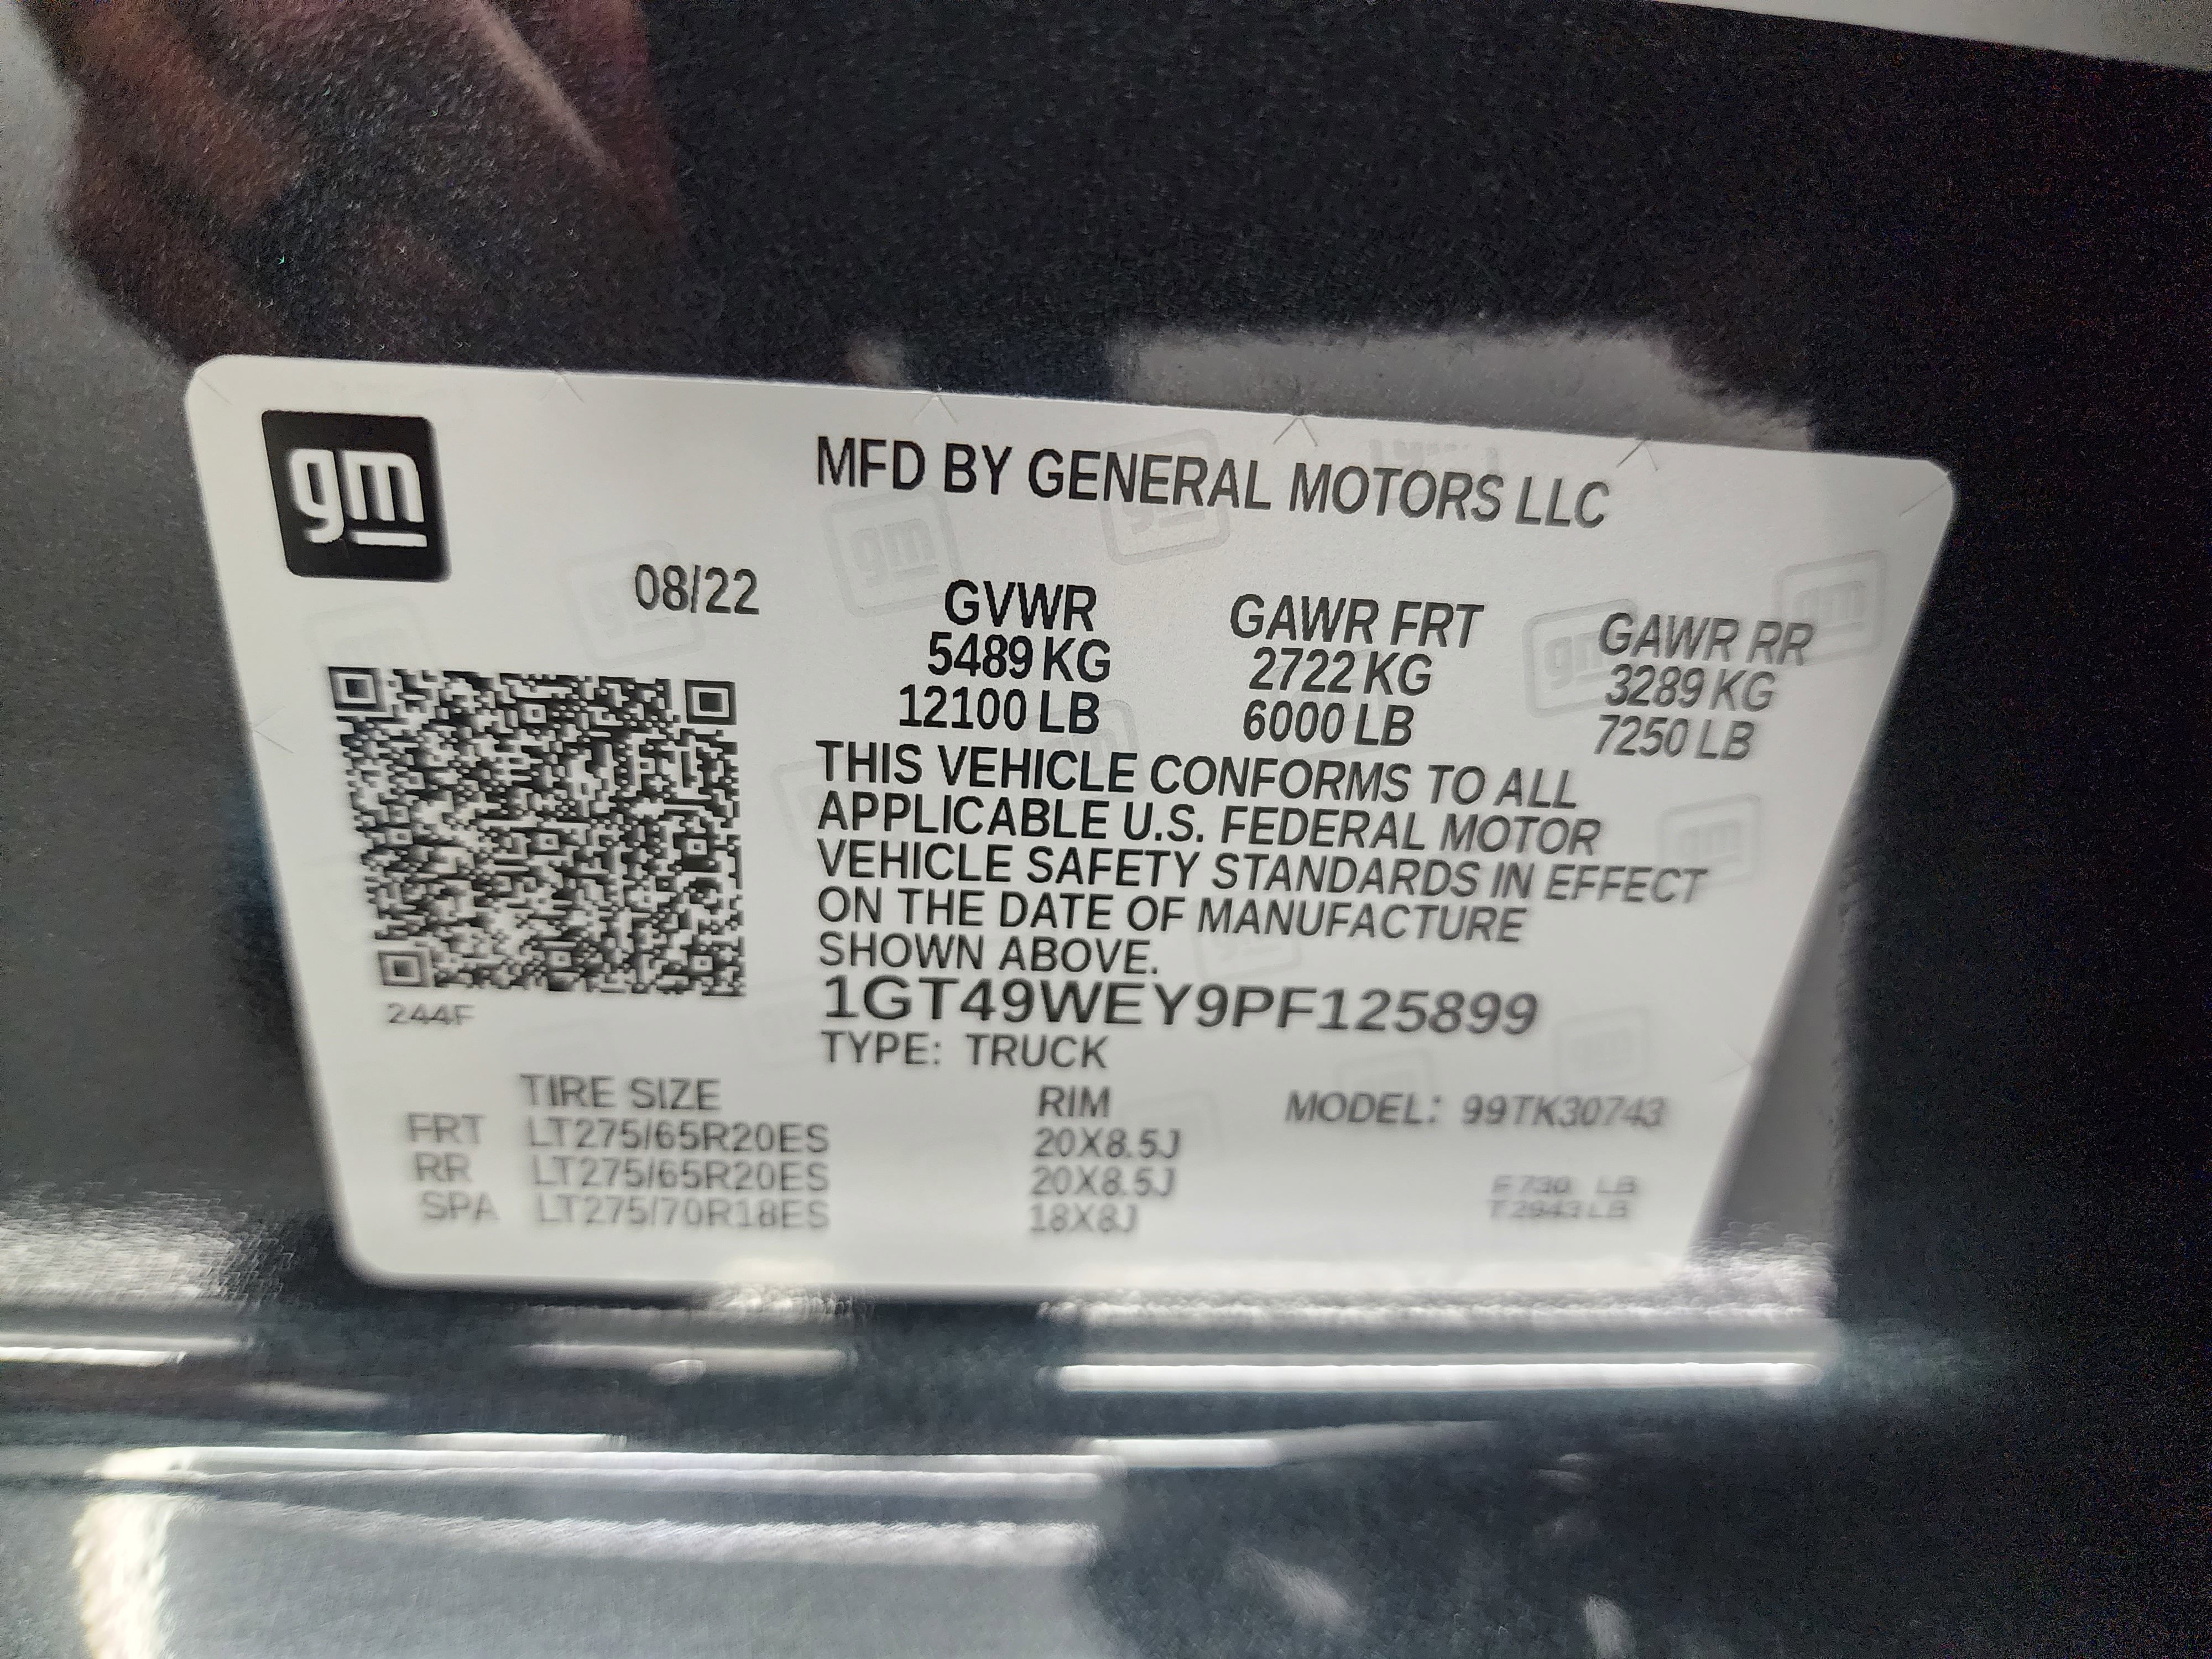 gm
MFD BY GENERAL MOTORS LLC
08/22
GVWR GAWR FRT GAWR RR
5489 KG 2722 KG 3289 KG
12100 LB 6000 LB 7250 LB
THIS VEHICLE CONFORMS TO ALL
APPLICABLE U.S. FEDERAL MOTOR
VEHICLE SAFETY STANDARDS IN EFFECT
ON THE DATE OF MANUFACTURE
SHOWN ABOVE.
1GT49WEY9PF125899
244F
TYPE: TRUCK
TIRE SIZE RIM MODEL: 99TK30743
FRT LT275/65R20ES 20X8.5J
RR LT275/65R20ES 20X8.5J
SPA LT275/70R18ES 18X8J
LB
LB